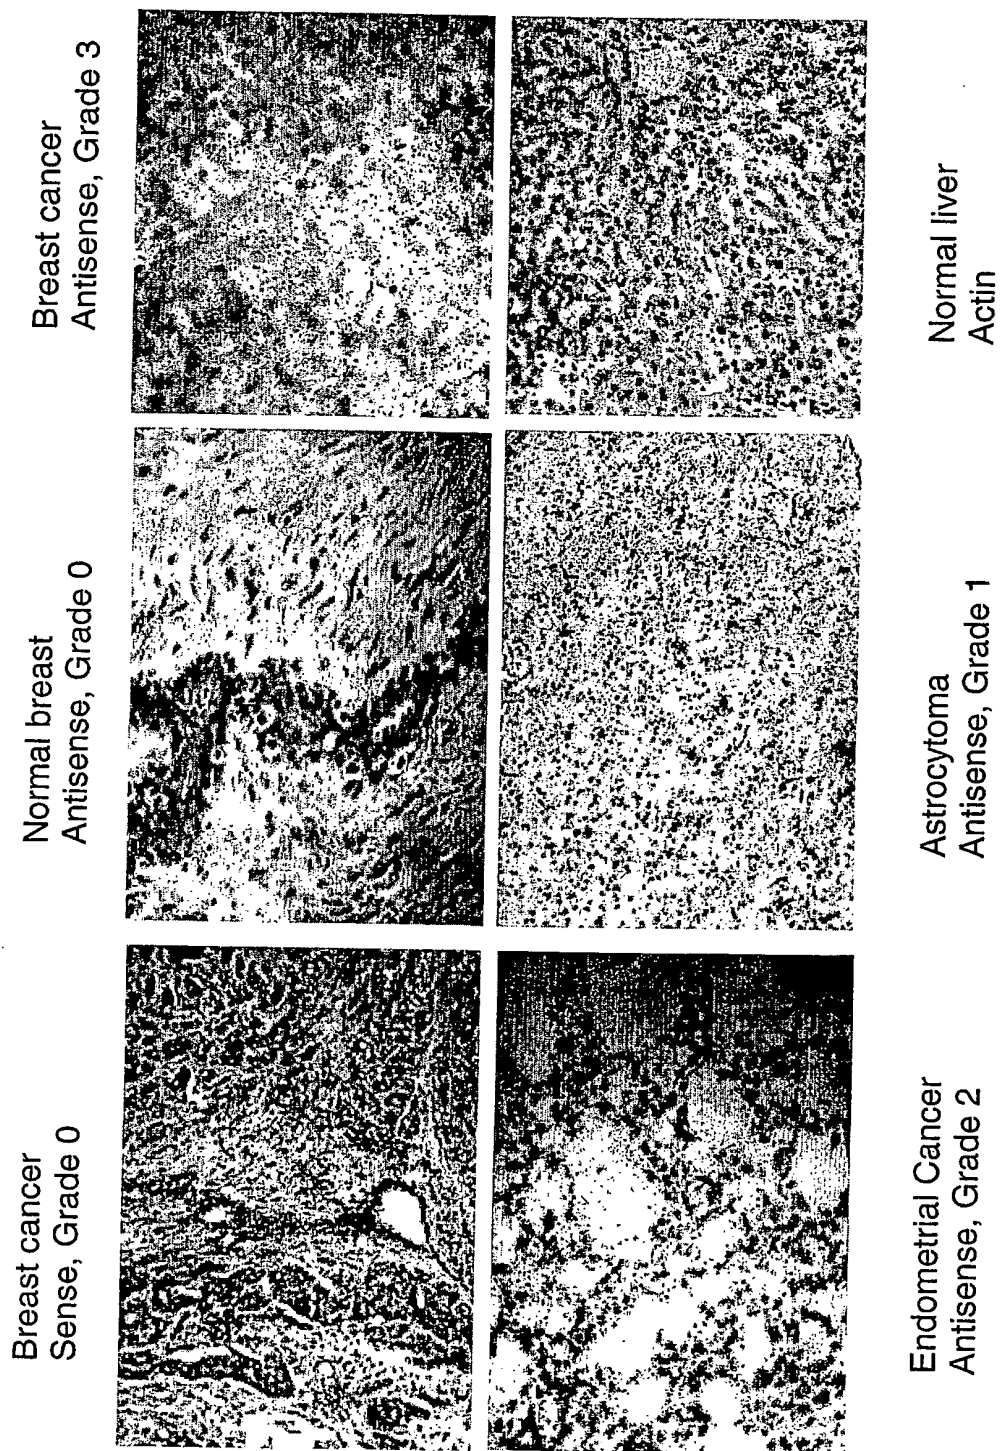 Breast cancer
Sense, Grade 0
Normal breast
Antisense, Grade 0
Breast cancer
Antisense, Grade 3
Endometrial Cancer
Antisense, Grade 2
Astrocytoma
Antisense, Grade 1
Normal liver
Actin